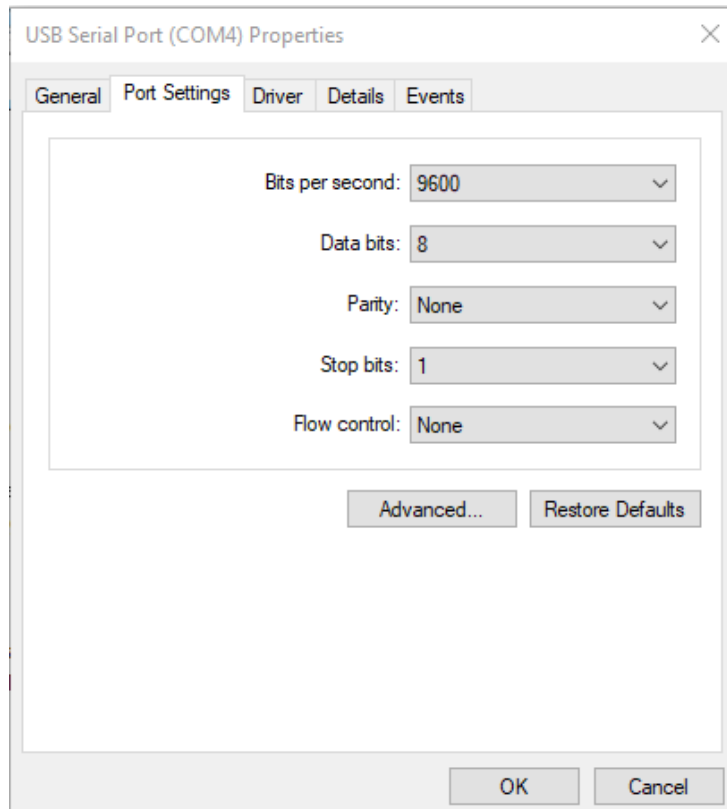 USB Serial Port (COM4) Properties
General Port Settings Driver Details Events
Bits per second: 9600
Data bits: 8
Parity: None
Stop bits: 1
Flow control: None
Advanced... Restore Defaults
OK Cancel